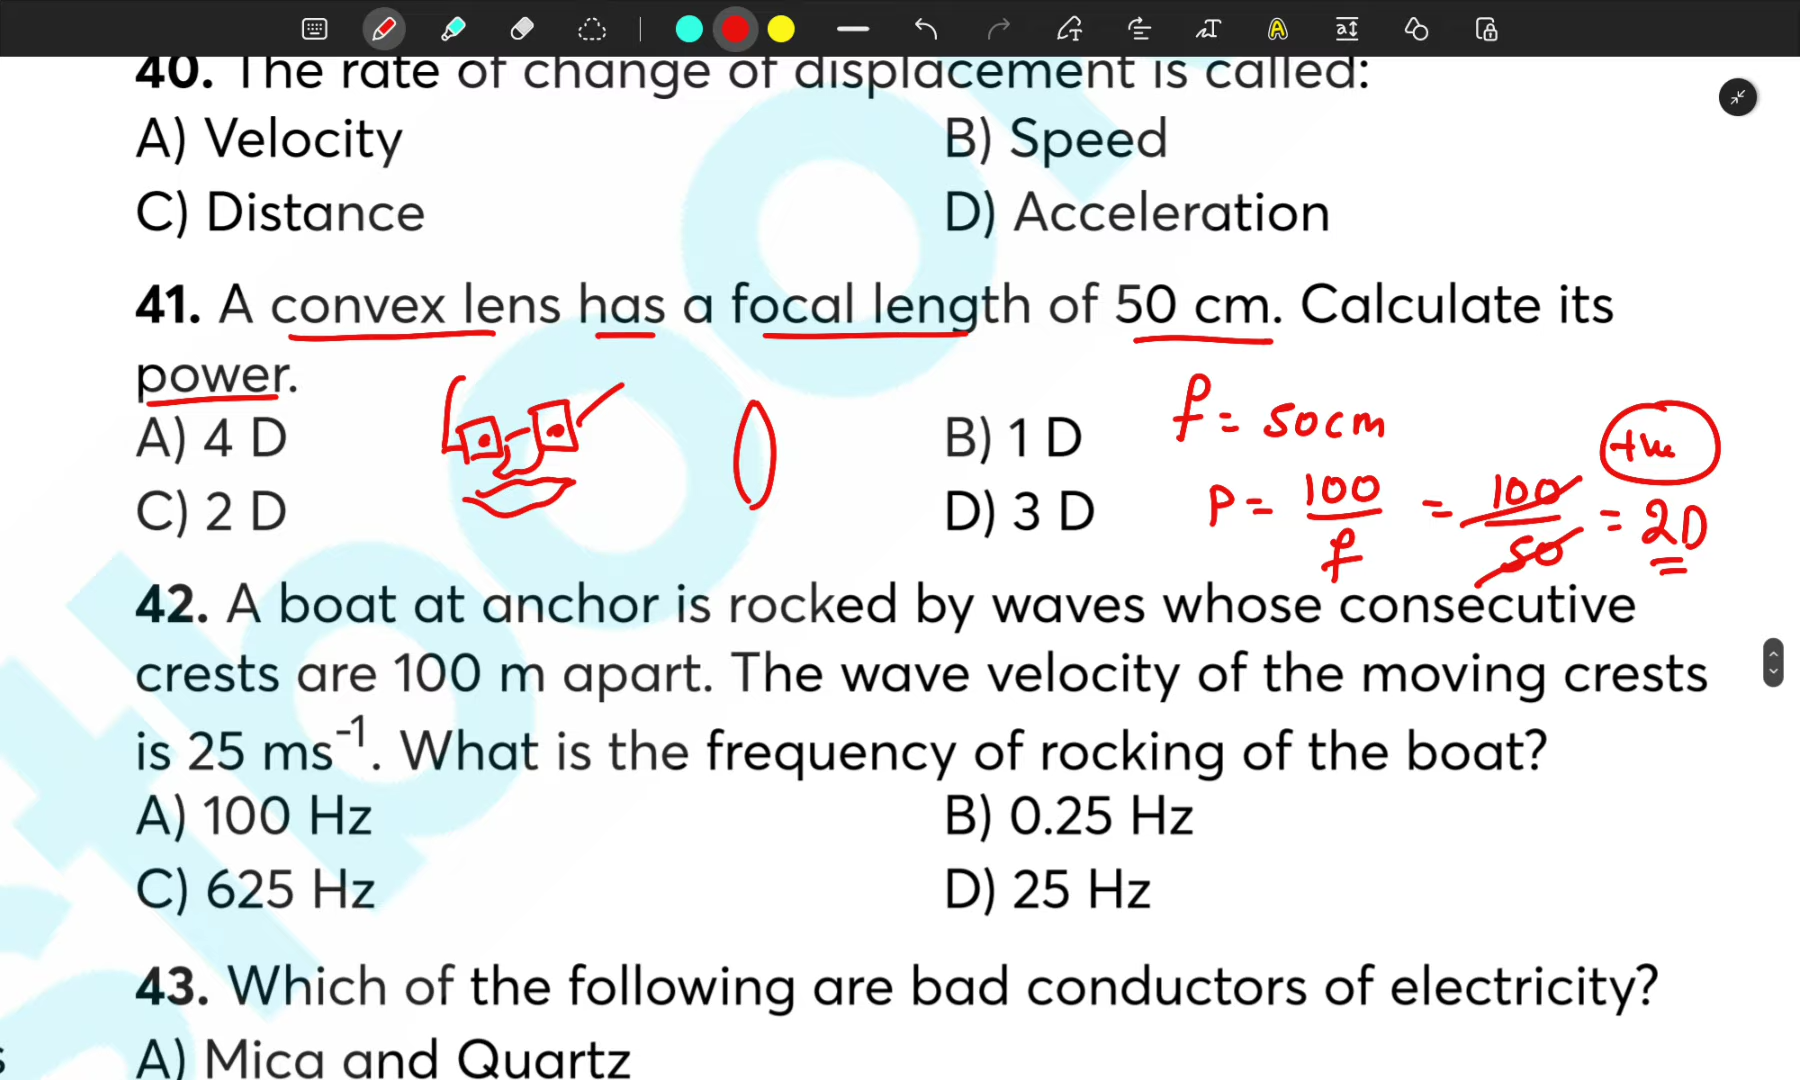 40. The rate of change of displacement is called:
A) Velocity B) Speed
C) Distance D) Acceleration
41. A convex lens has a focal length of 50 cm. Calculate its
power.
f = 50cm
A) 4 D B) 1 D
+ve
P = 100/f = 100/50 = 2D
C) 2 D D) 3 D
42. A boat at anchor is rocked by waves whose consecutive
crests are 100 m apart. The wave velocity of the moving crests
is 25 ms⁻¹. What is the frequency of rocking of the boat?
A) 100 Hz B) 0.25 Hz
C) 625 Hz D) 25 Hz
43. Which of the following are bad conductors of electricity?
s A) Mica and Quartz